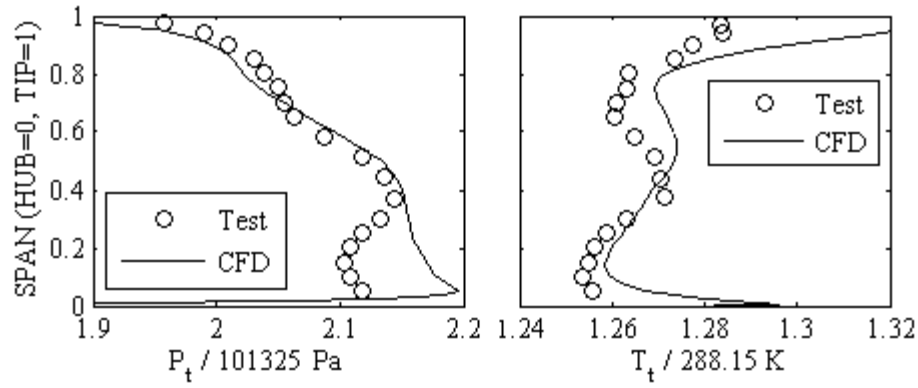 SPAN (HUB=0, TIP=1)
1
0.8
0.6
0.4
0.2
0
Test
CFD
1.9
2
2.1
2.2
P_t / 101325 Pa
Test
CFD
1.24
1.26
1.28
1.3
1.32
T_t / 288.15 K